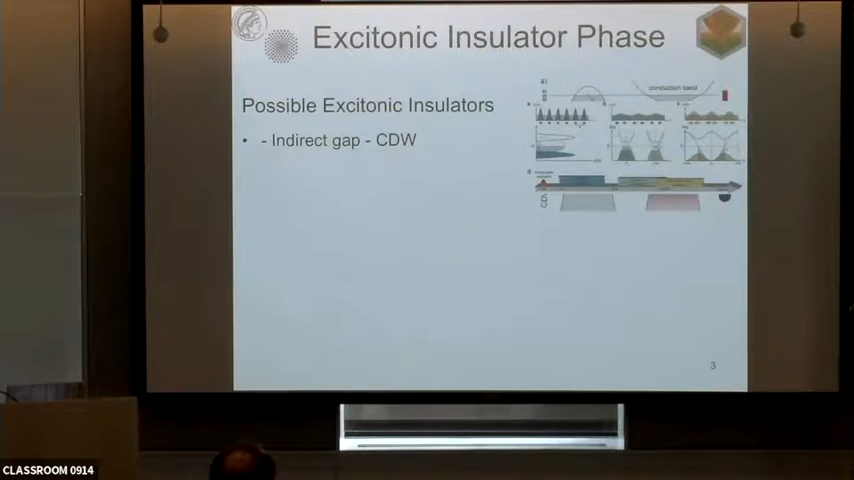 Excitonic Insulator Phase
Possible Excitonic Insulators
• - Indirect gap - CDW
a)
conduction band
3
CLASSROOM 0914